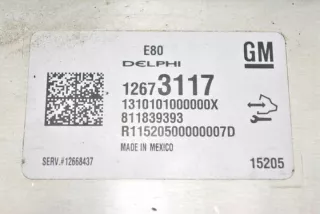 E80
DELPHI
GM
12673117
1310101000000X
811839393
R11520500000007D
MADE IN MEXICO
SERV.#12668437
15205